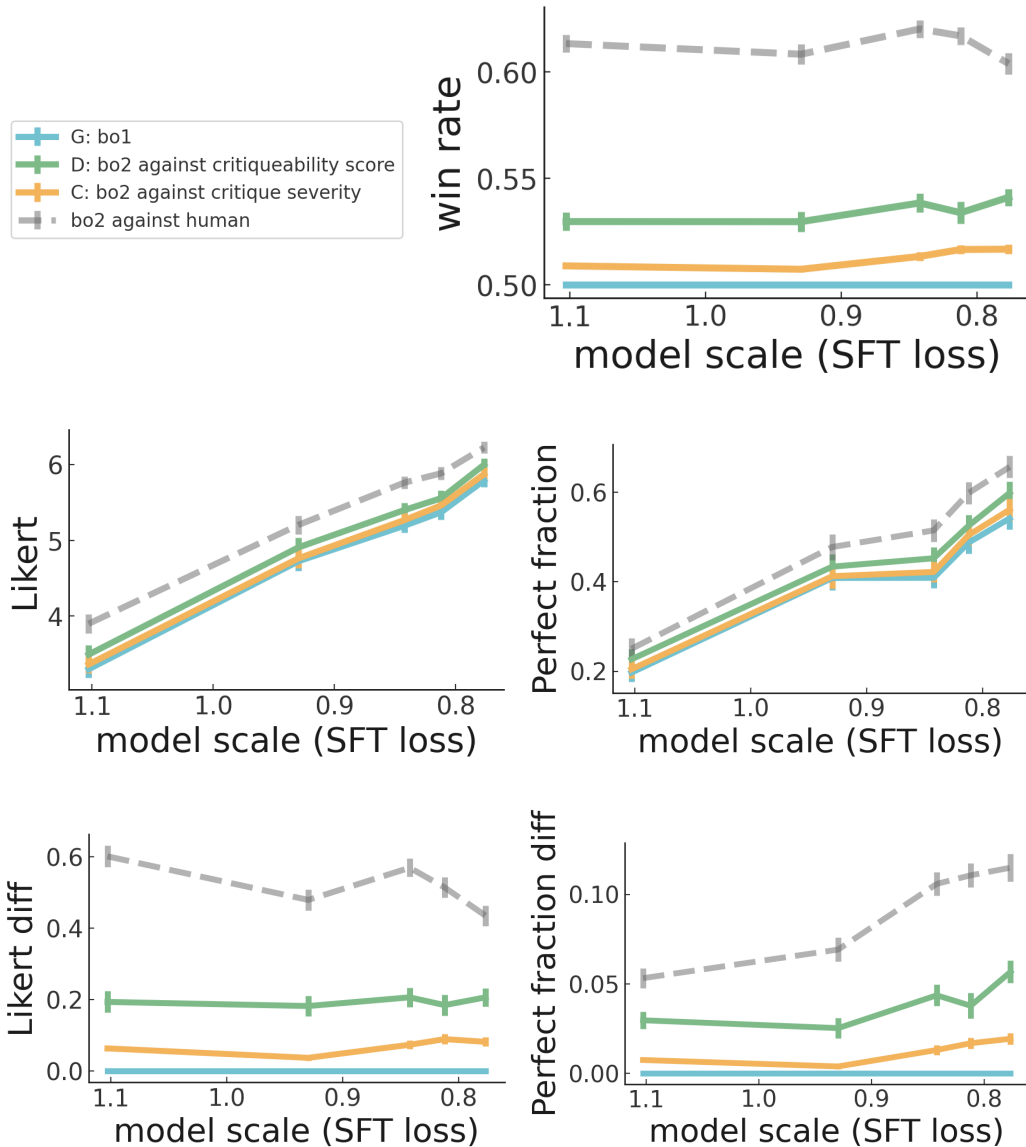 0.60
0.55
0.50
win rate
1.1
1.0
0.9
0.8
model scale (SFT loss)
G: bo1
D: bo2 against critiqueability score
C: bo2 against critique severity
bo2 against human
6
5
4
Likert
1.1
1.0
0.9
0.8
model scale (SFT loss)
0.6
0.4
0.2
Perfect fraction
1.1
1.0
0.9
0.8
model scale (SFT loss)
0.6
0.4
0.2
0.0
Likert diff
1.1
1.0
0.9
0.8
model scale (SFT loss)
0.10
0.05
0.00
Perfect fraction diff
1.1
1.0
0.9
0.8
model scale (SFT loss)